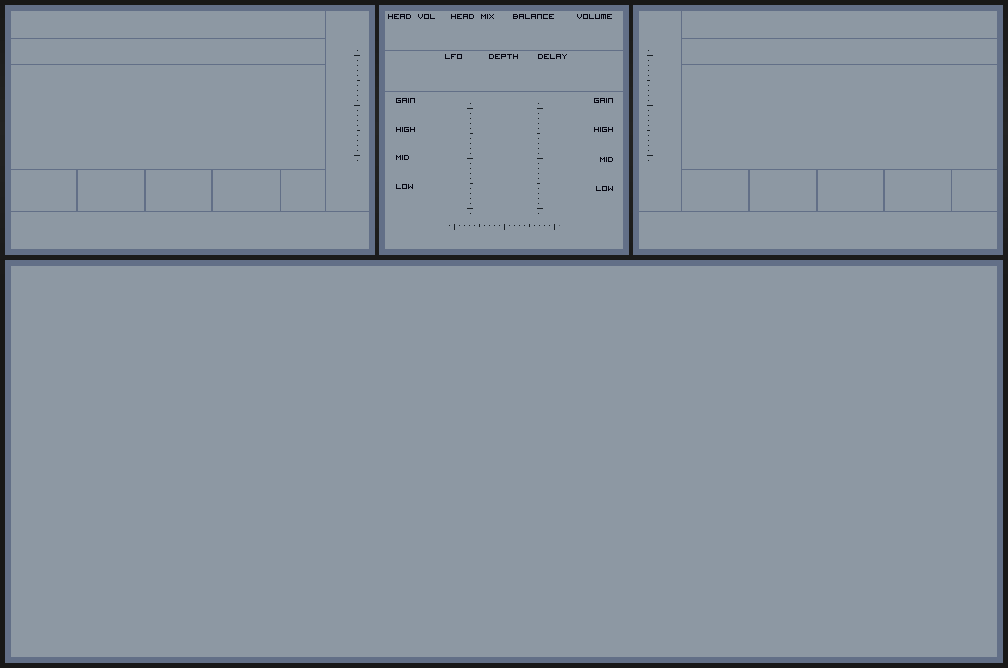 HEAD VOL HEAD MIX BALANCE VOLUME
LFO DEPTH DELAY
GAIN GAIN
HIGH HIGH
MID MID
LOW LOW